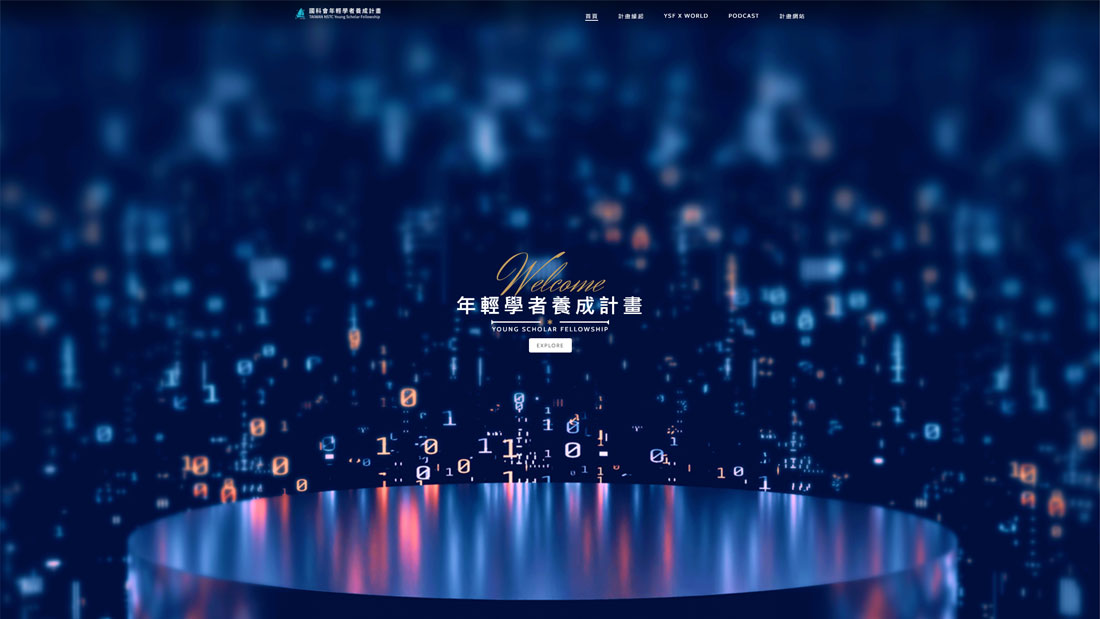 國科會年輕學者養成計畫
TAIWAN NSTC Young Scholar Fellowship
首頁
計畫緣起
YSF X WORLD
PODCAST
計畫網站
Welcome
年輕學者養成計畫
YOUNG SCHOLAR FELLOWSHIP
EXPLORE